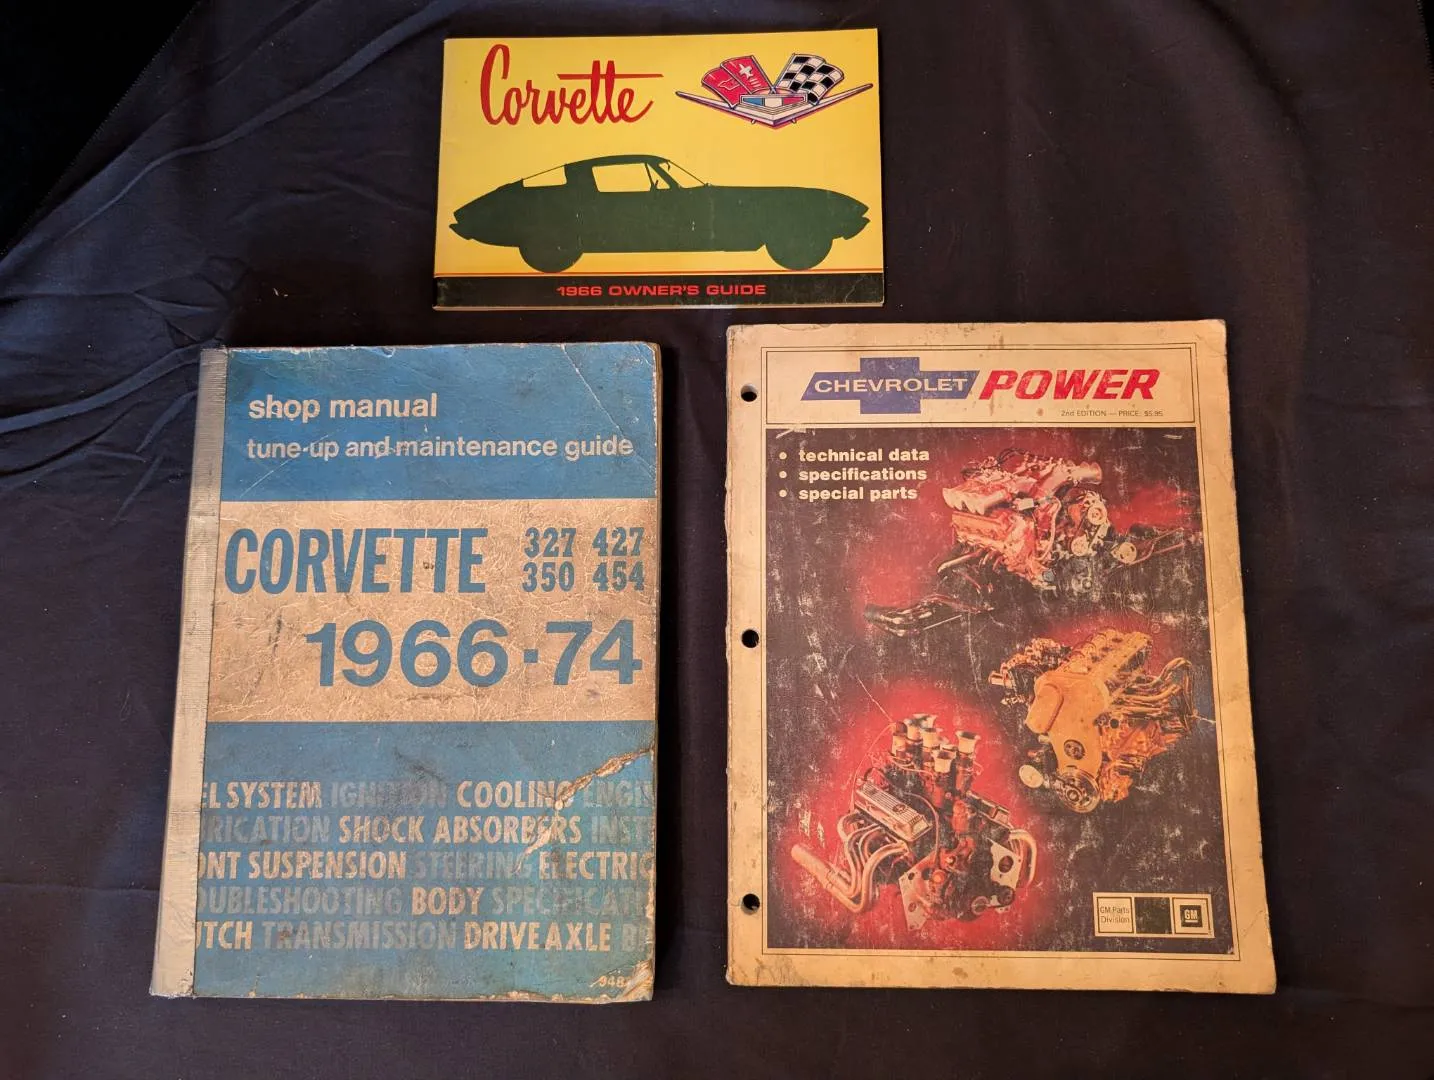 Corvette
1966 OWNER'S GUIDE
shop manual
tune-up and maintenance guide
CORVETTE
327 427
350 454
1966-74
EL SYSTEM IGNITION COOLING ENGIN
RICATION SHOCK ABSORBERS INST
ONT SUSPENSION STEERING ELECTRIC
OUBLESHOOTING BODY SPECIFICATI
UTCH TRANSMISSION DRIVE AXLE BR
CHEVROLET POWER
2nd EDITION — PRICE: $5.95
• technical data
• specifications
• special parts
GM Parts
Division
GM